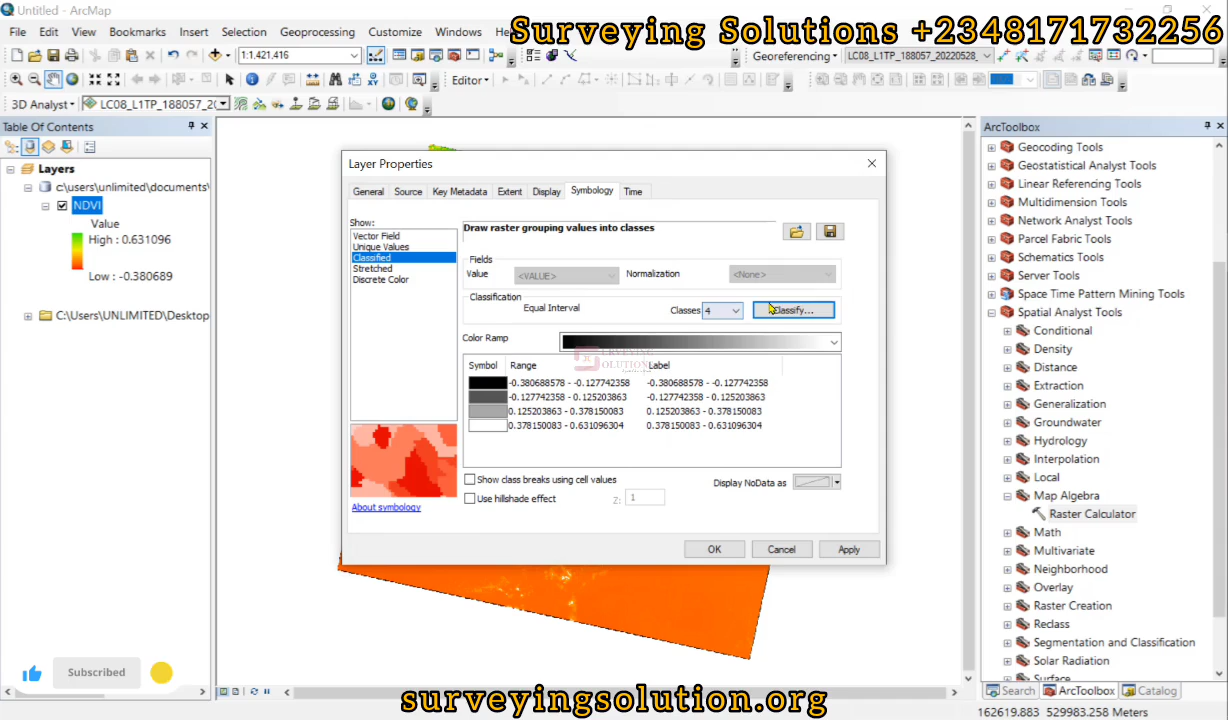 Untitled - ArcMap
File Edit View Bookmarks Insert Selection Geoprocessing Customize Windows
Surveying Solutions +2348171732256
1:1.421.416
Georeferencing
LC08_L1TP_188057_20220528_
Editor
3D Analyst
Table Of Contents
Layers
c:\users\unlimited\documents\
NDVI
Value
High : 0.631096
Low : -0.380689
C:\Users\UNLIMITED\Desktop
Layer Properties
General Source Key Metadata Extent Display Symbology Time
Show:
Vector Field
Unique Values
Classified
Stretched
Discrete Color
About symbology
Draw raster grouping values into classes
Fields
Value <VALUE> Normalization <None>
Classification
Equal Interval Classes 4 Classify...
Color Ramp
Symbol Range Label
-0.380688578 - -0.127742358 -0.380688578 - -0.127742358
-0.127742358 - 0.125203863 -0.127742358 - 0.125203863
0.125203863 - 0.378150083 0.125203863 - 0.378150083
0.378150083 - 0.631096304 0.378150083 - 0.631096304
Show class breaks using cell values Display NoData as
Use hillshade effect Z: 1
OK Cancel Apply
ArcToolbox
Geocoding Tools
Geostatistical Analyst Tools
Linear Referencing Tools
Multidimension Tools
Network Analyst Tools
Parcel Fabric Tools
Schematics Tools
Server Tools
Space Time Pattern Mining Tools
Spatial Analyst Tools
Conditional
Density
Distance
Extraction
Generalization
Groundwater
Hydrology
Interpolation
Local
Map Algebra
Raster Calculator
Math
Multivariate
Neighborhood
Overlay
Raster Creation
Reclass
Segmentation and Classification
Solar Radiation
Surface
Search ArcToolbox Catalog
Subscribed
surveyingsolution.org
162619.883 529983.258 Meters